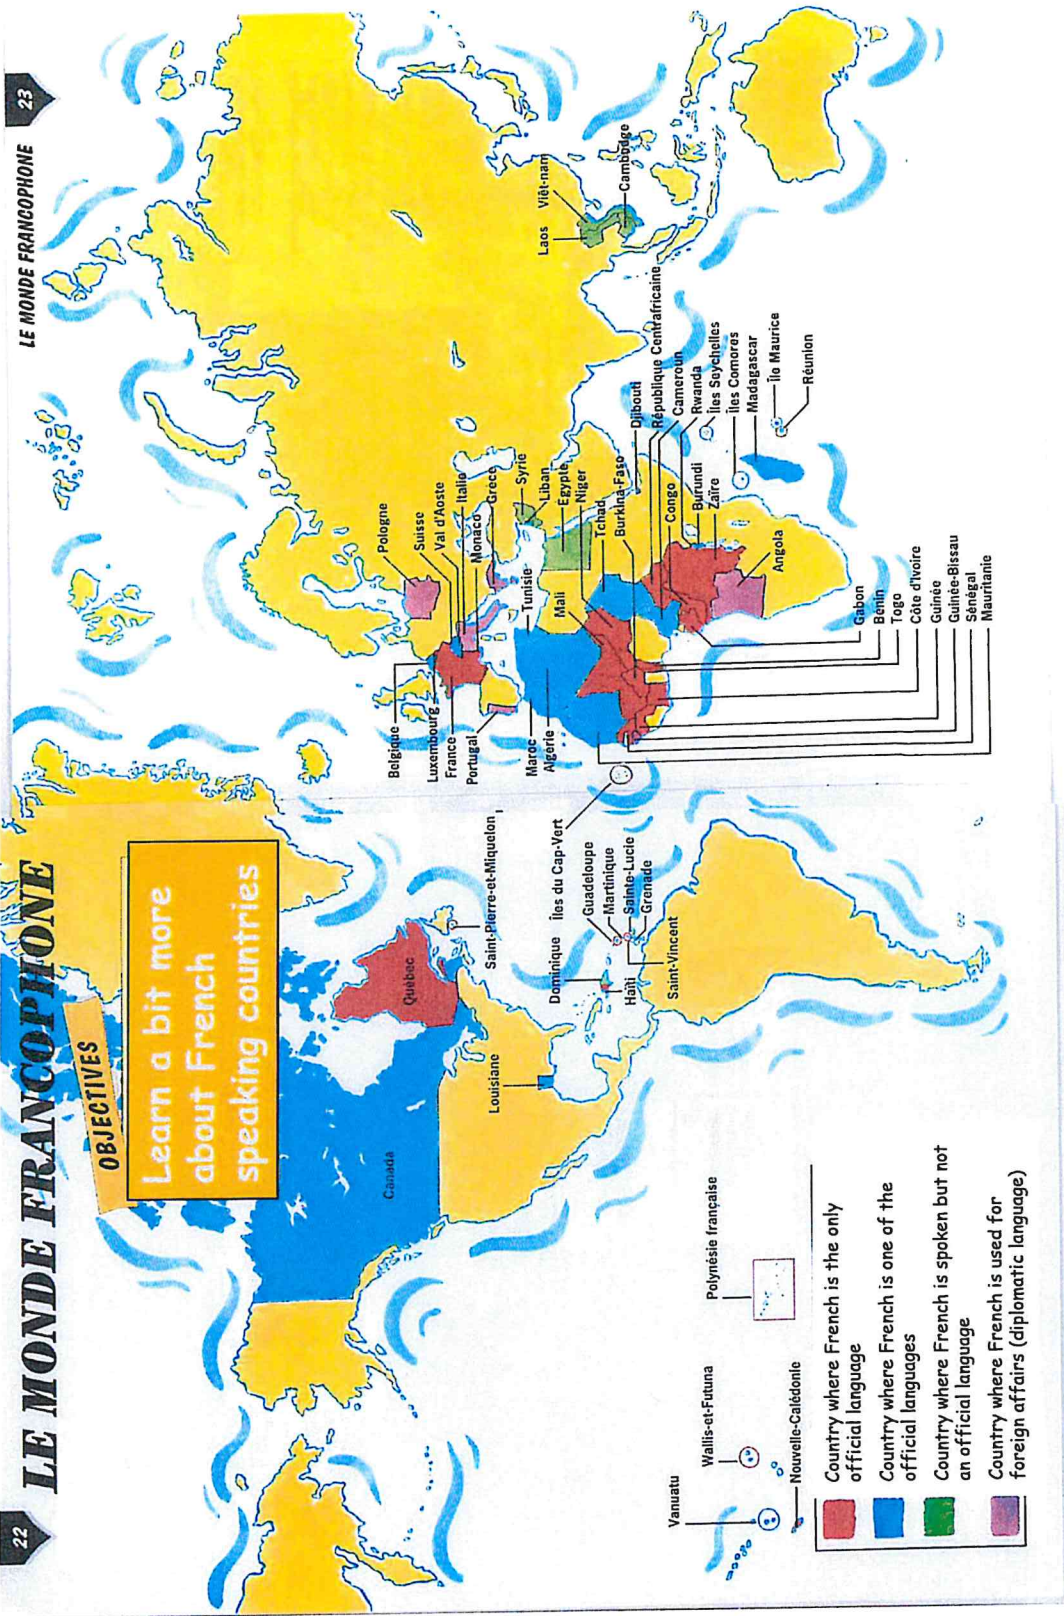 22
LE MONDE FRANCOPHONE
OBJECTIVES
Learn a bit more
about French
speaking countries
LE MONDE FRANCOPHONE
23
Canada
Québec
Saint-Pierre-et-Miquelon
Louisiane
Dominique
Îles du Cap-Vert
Guadeloupe
Martinique
Sainte-Lucie
Grenade
Haïti
Saint-Vincent
Polynésie française
Wallis-et-Futuna
Vanuatu
Nouvelle-Calédonie
Belgique
Luxembourg
France
Portugal
Maroc
Algérie
Pologne
Suisse
Val d'Aoste
Italie
Monaco
Grèce
Tunisie
Syrie
Liban
Egypte
Niger
Mali
Tchad
Burkina-Faso
Djibouti
République Centrafricaine
Cameroun
Rwanda
Congo
Burundi
Zaïre
Angola
Îles Seychelles
Îles Comores
Madagascar
Île Maurice
Réunion
Gabon
Bénin
Togo
Côte d'Ivoire
Guinée
Guinée-Bissau
Sénégal
Mauritanie
Laos
Viêt-nam
Cambodge
Country where French is the only
official language
Country where French is one of the
official languages
Country where French is spoken but not
an official language
Country where French is used for
foreign affairs (diplomatic language)